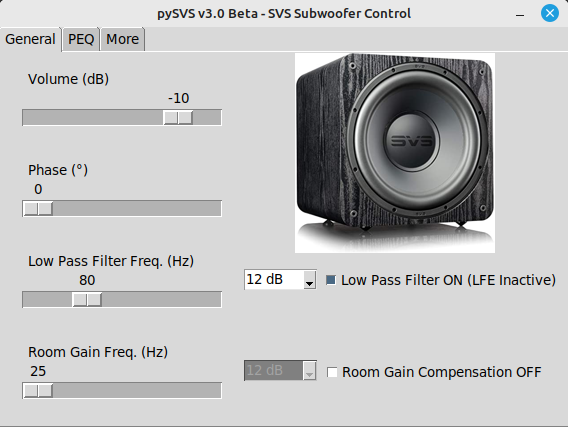 pySVS v3.0 Beta - SVS Subwoofer Control
General PEQ More
Volume (dB)
-10
SVS
Phase (°)
0
Low Pass Filter Freq. (Hz)
80
12 dB Low Pass Filter ON (LFE Inactive)
Room Gain Freq. (Hz)
25
12 dB Room Gain Compensation OFF